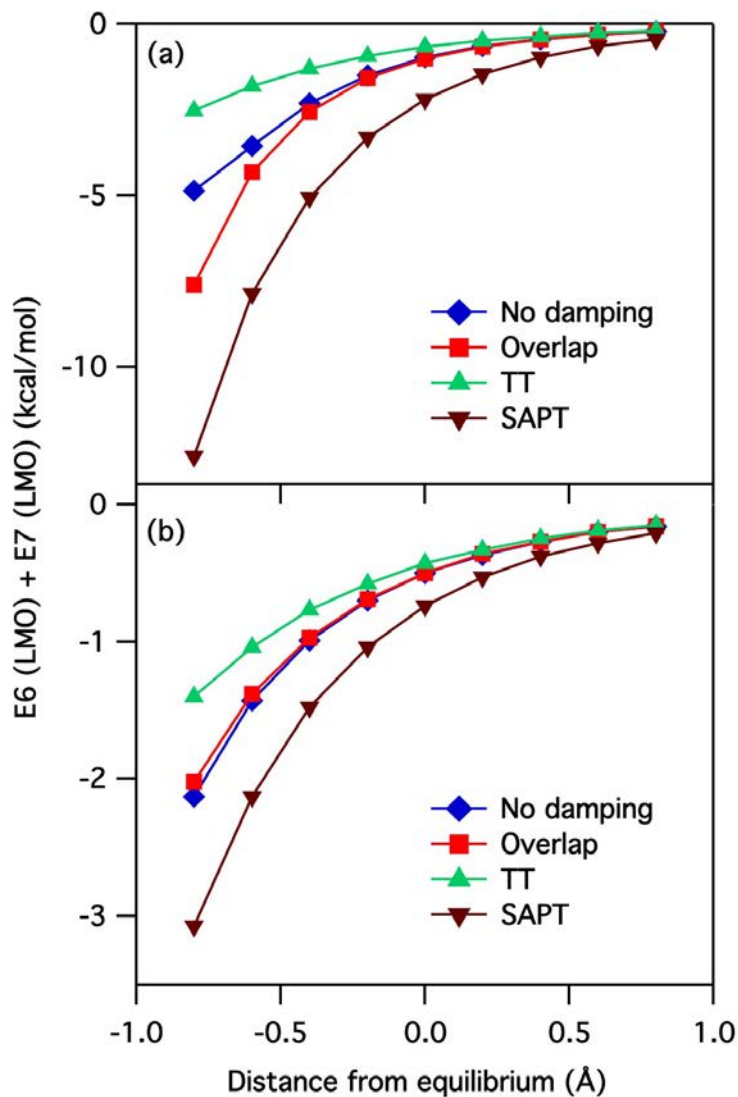 0
(a)
-5
No damping
Overlap
-10
TT
SAPT
E6 (LMO) + E7 (LMO) (kcal/mol)
0
(b)
-1
-2
No damping
Overlap
TT
-3
SAPT
-1.0 -0.5 0.0 0.5 1.0
Distance from equilibrium (Å)